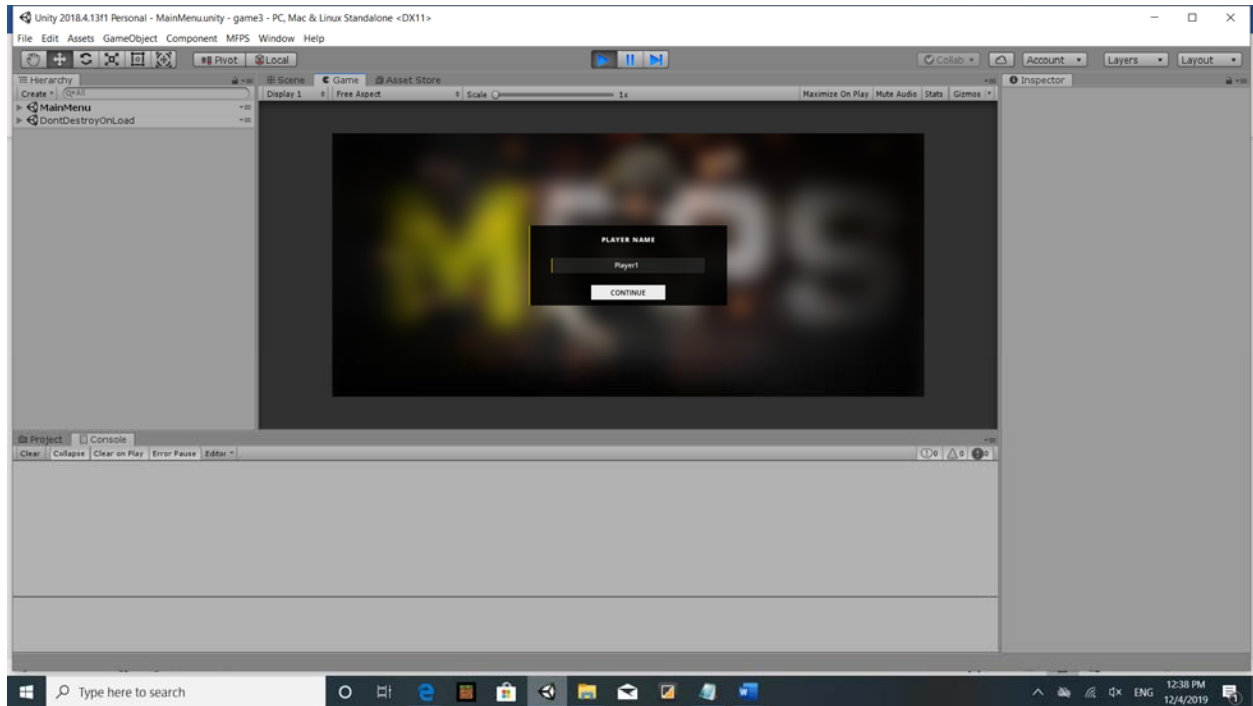 Unity 2018.4.13f1 Personal - MainMenu.unity - game3 - PC, Mac & Linux Standalone <DX11>
File Edit Assets GameObject Component MFPS Window Help
Pivot Local Collab Account Layers Layout
Hierarchy Scene Game Asset Store Inspector
Create All Display 1 Free Aspect Scale 1x Maximize On Play Mute Audio Stats Gizmos
MainMenu
DontDestroyOnLoad
MFPS
PLAYER NAME
Player1
CONTINUE
Project Console
Clear Collapse Clear on Play Error Pause Editor 0 0 0
Type here to search ENG 12:38 PM
12/4/2019